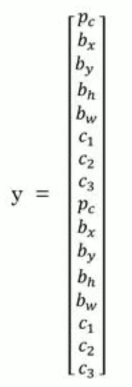 p_c
b_x
b_y
b_h
b_w
c_1
c_2
c_3
y = p_c
b_x
b_y
b_h
b_w
c_1
c_2
c_3